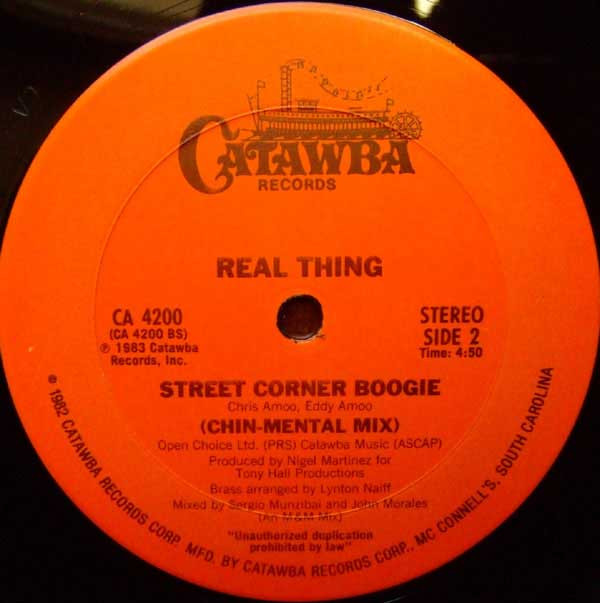 CATAWBA
RECORDS
REAL THING
CA 4200
(CA 4200 BS)
℗ 1983 Catawba
Records, Inc.
STEREO
SIDE 2
Time: 4:50
STREET CORNER BOOGIE
Chris Amoo, Eddy Amoo
(CHIN-MENTAL MIX)
Open Choice Ltd. (PRS) Catawba Music (ASCAP)
Produced by Nigel Martinez for
Tony Hall Productions
Brass arranged by Lynton Naiff
Mixed by Sergio Munzibai and John Morales
(An M&M Mix)
"Unauthorized duplication
prohibited by law"
© 1982 CATAWBA RECORDS CORP. MFD. BY CATAWBA RECORDS CORP., MC CONNELL'S, SOUTH CAROLINA